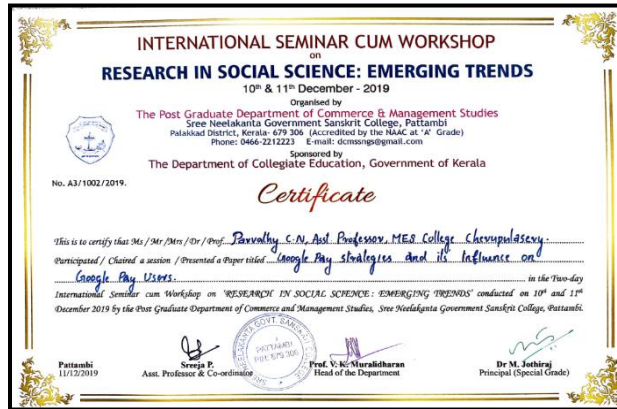 INTERNATIONAL SEMINAR CUM WORKSHOP
on
RESEARCH IN SOCIAL SCIENCE: EMERGING TRENDS
10th & 11th December - 2019
Organised by
The Post Graduate Department of Commerce & Management Studies
Sree Neelakanta Government Sanskrit College, Pattambi
Palakkad District, Kerala- 679 306 (Accredited by the NAAC at 'A' Grade)
Phone: 0466-2212223 E-mail: dcmssngs@gmail.com
Sponsored by
The Department of Collegiate Education, Government of Kerala
No. A3/1002/2019.
Certificate
This is to certify that Ms /Mr /Mrs /Dr /Prof. Parvathy C.N, Asst Professor, MES College Cherupulasery.
Participated / Chaired a session / Presented a Paper titled Google Pay strategies and its Influence on
Google Pay Users. in the Two-day
International Seminar cum Workshop on 'RESEARCH IN SOCIAL SCIENCE: EMERGING TRENDS' conducted on 10th and 11th
December 2019 by the Post Graduate Department of Commerce and Management Studies, Sree Neelakanta Government Sanskrit College, Pattambi.
PATTAMBI
PIN: 679 306
Pattambi
11/12/2019
Sreeja P.
Asst. Professor & Co-ordinator
Prof. V. K. Muralidharan
Head of the Department
Dr M. Jothiraj
Principal (Special Grade)